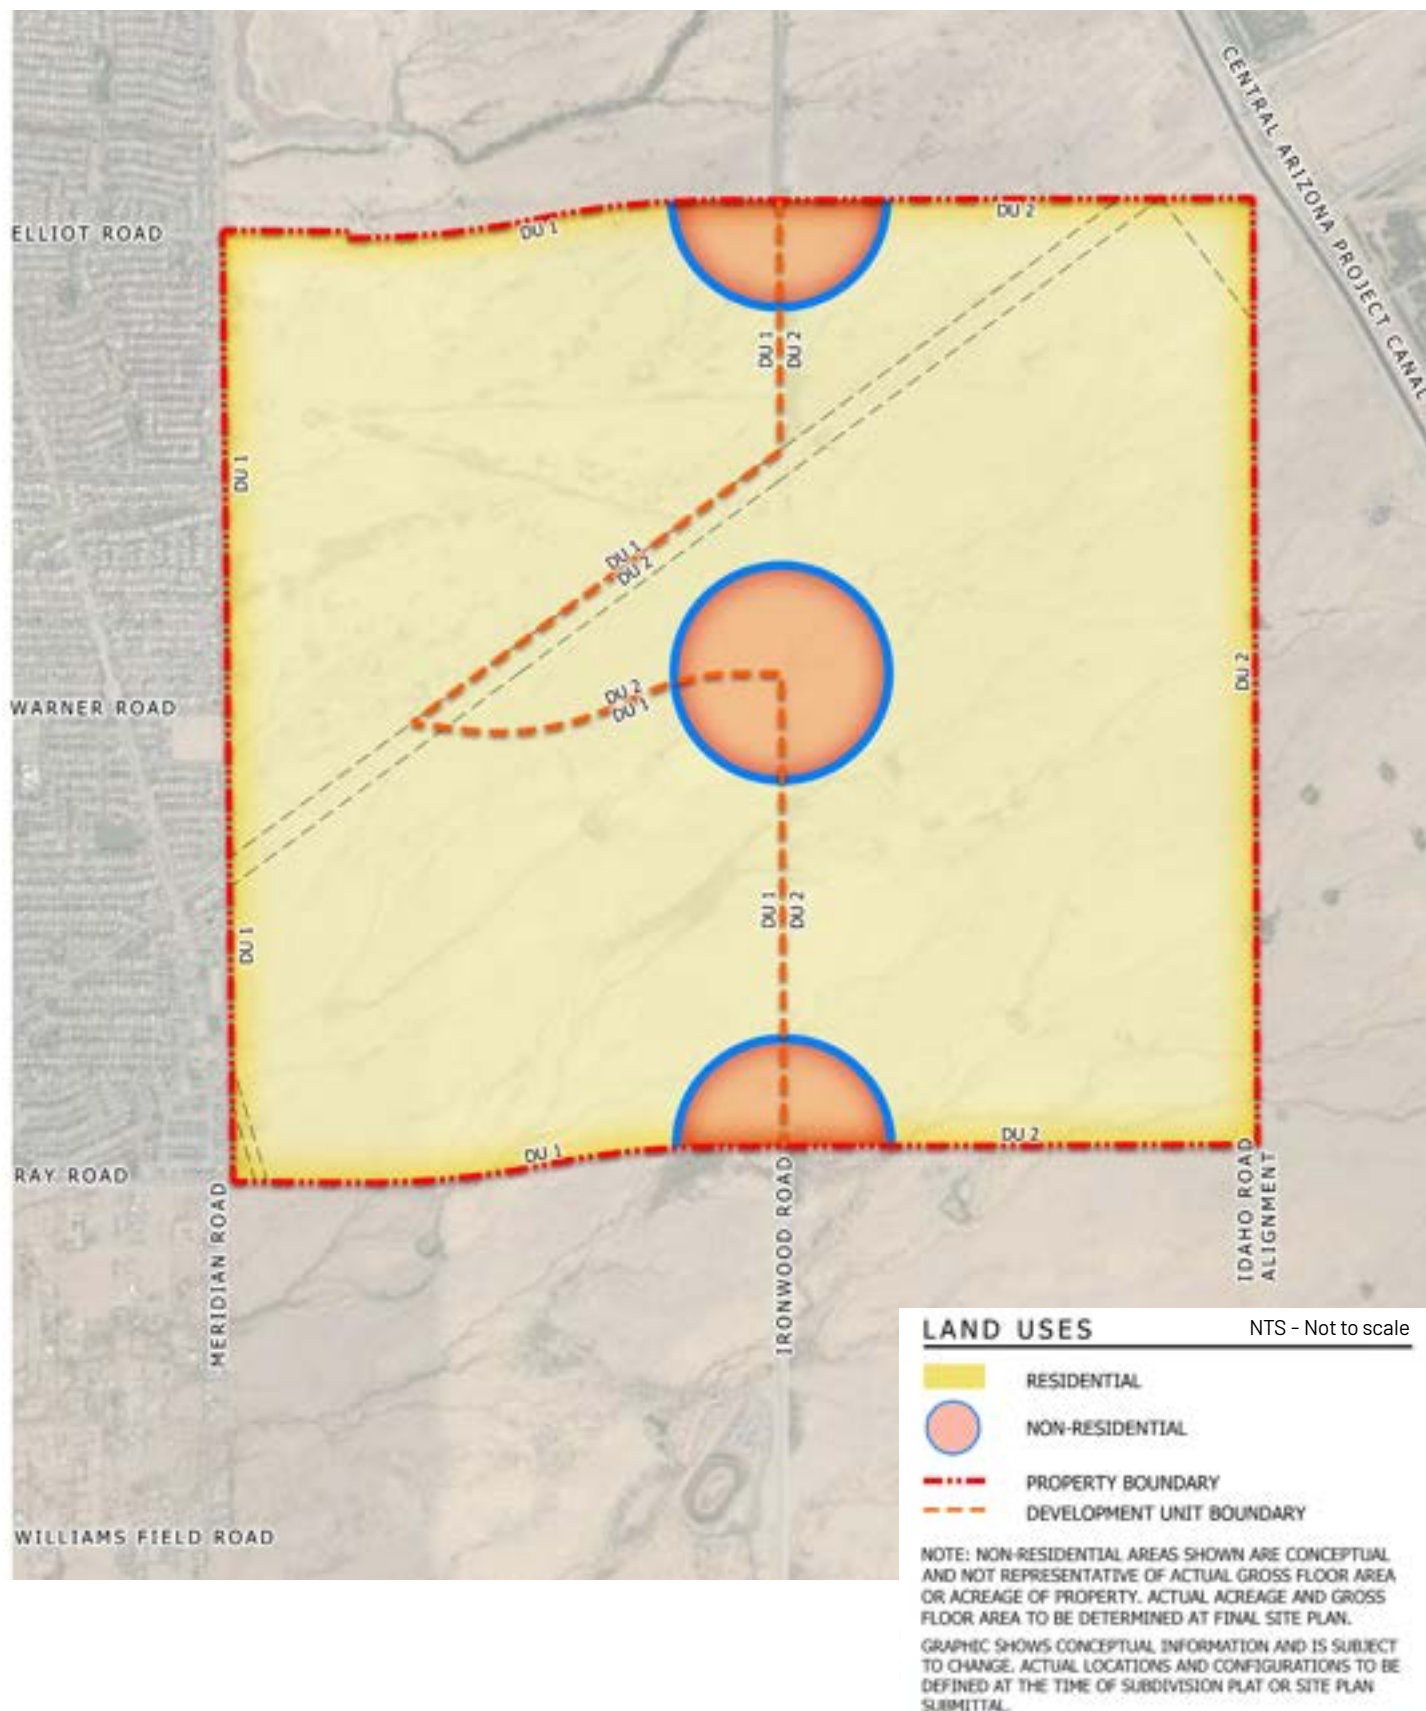 CENTRAL ARIZONA PROJECT CANAL
DU 2
ELLIOT ROAD
DU 1
DU 1
DU 2
DU 1
DU 1
DU 2
DU 2
DU 2
DU 1
WARNER ROAD
DU 1
DU 2
DU 1
DU 2
DU 1
RAY ROAD
MERIDIAN ROAD
IRONWOOD ROAD
IDAHO ROAD
ALIGNMENT
WILLIAMS FIELD ROAD
LAND USES
NTS - Not to scale
RESIDENTIAL
NON-RESIDENTIAL
PROPERTY BOUNDARY
DEVELOPMENT UNIT BOUNDARY
NOTE: NON-RESIDENTIAL AREAS SHOWN ARE CONCEPTUAL
AND NOT REPRESENTATIVE OF ACTUAL GROSS FLOOR AREA
OR ACREAGE OF PROPERTY. ACTUAL ACREAGE AND GROSS
FLOOR AREA TO BE DETERMINED AT FINAL SITE PLAN.
GRAPHIC SHOWS CONCEPTUAL INFORMATION AND IS SUBJECT
TO CHANGE. ACTUAL LOCATIONS AND CONFIGURATIONS TO BE
DEFINED AT THE TIME OF SUBDIVISION PLAT OR SITE PLAN
SUBMITTAL.